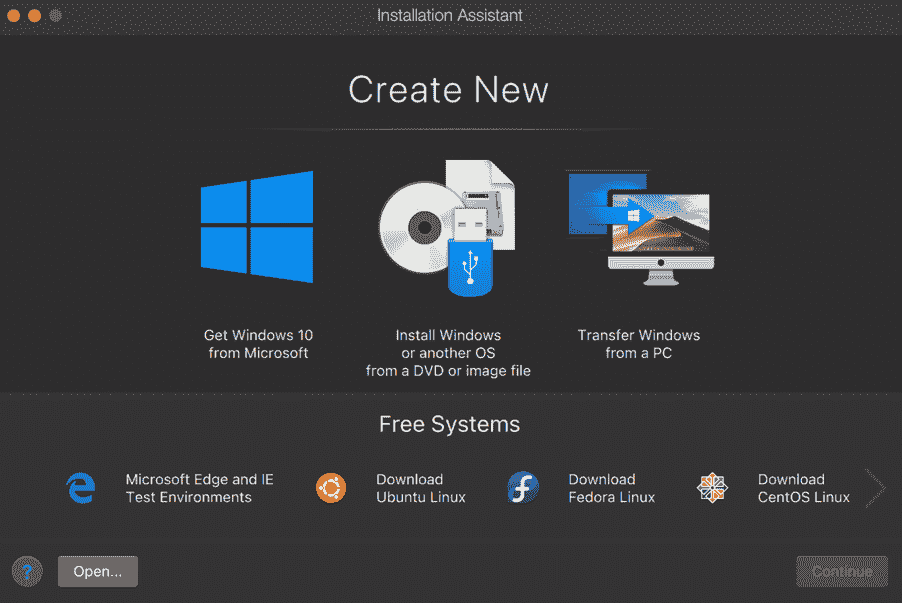 Installation Assistant
Create New
Get Windows 10
from Microsoft
Install Windows
or another OS
from a DVD or image file
Transfer Windows
from a PC
Free Systems
Microsoft Edge and IE
Test Environments
Download
Ubuntu Linux
Download
Fedora Linux
Download
CentOS Linux
?
Open...
Continue